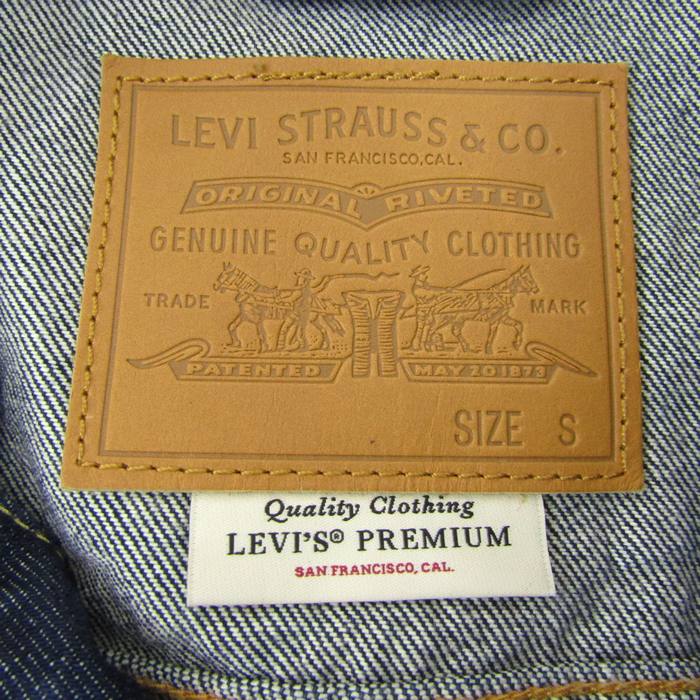 LEVI STRAUSS & CO.
SAN FRANCISCO, CAL.
ORIGINAL RIVETED
GENUINE QUALITY CLOTHING
TRADE MARK
PATENTED MAY 20 1873
SIZE S
Quality Clothing
LEVI'S® PREMIUM
SAN FRANCISCO, CAL.